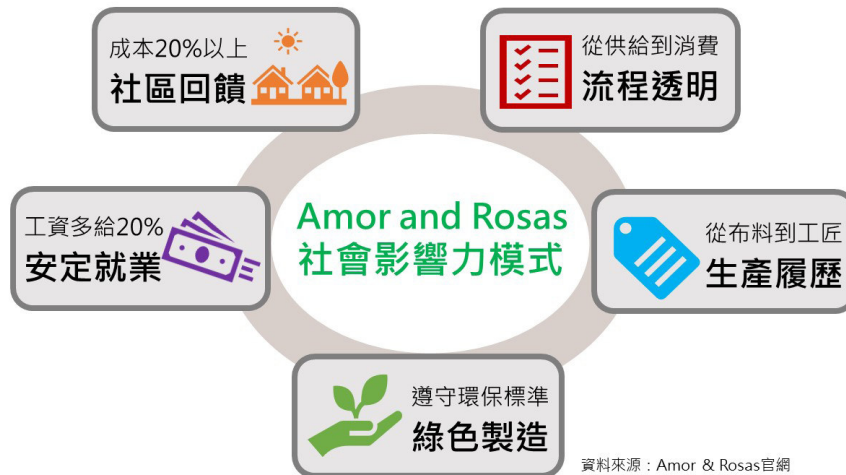 成本20%以上
社區回饋
從供給到消費
流程透明
工資多給20%
安定就業
Amor and Rosas
社會影響力模式
從布料到工匠
生產履歷
遵守環保標準
綠色製造
資料來源：Amor & Rosas官網